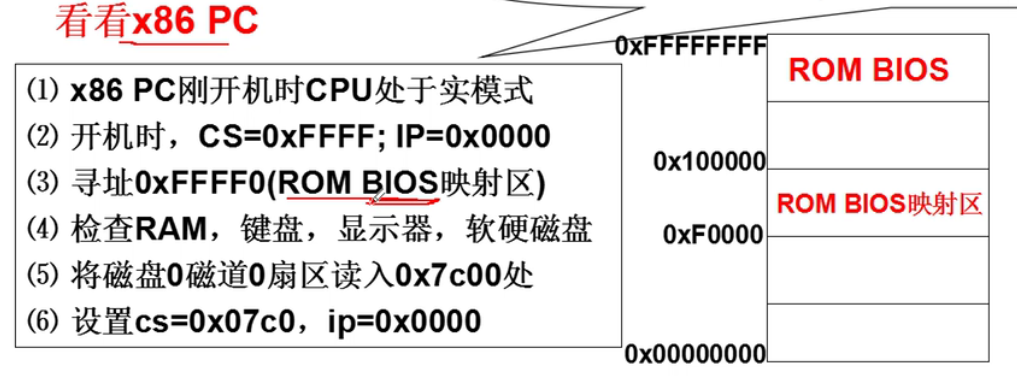 看看x86 PC
⑴ x86 PC刚开机时CPU处于实模式
⑵ 开机时，CS=0xFFFF; IP=0x0000
⑶ 寻址0xFFFF0(ROM BIOS映射区)
⑷ 检查RAM，键盘，显示器，软硬磁盘
⑸ 将磁盘0磁道0扇区读入0x7c00处
⑹ 设置cs=0x07c0，ip=0x0000
0xFFFFFFFF
ROM BIOS
0x100000
ROM BIOS映射区
0xF0000
0x00000000